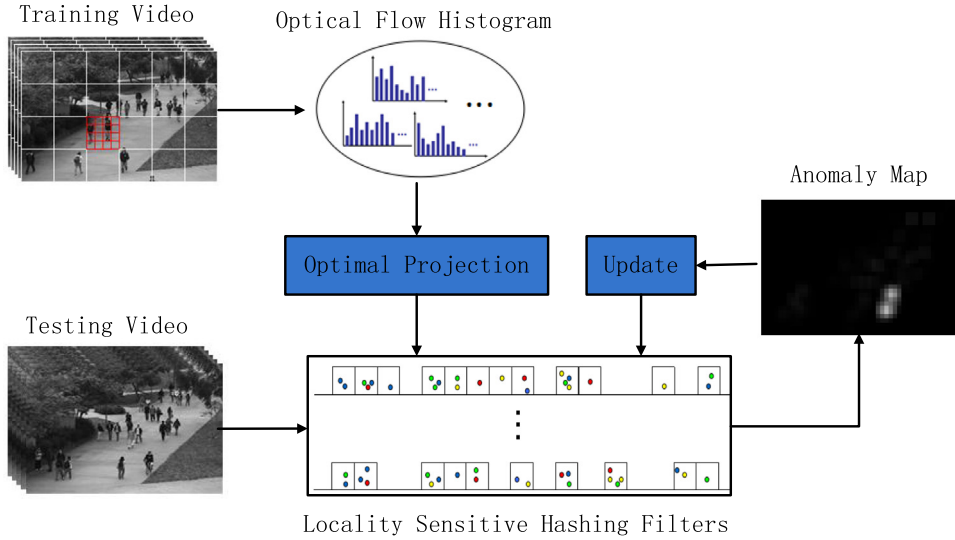 Training Video
Optical Flow Histogram
Anomaly Map
Optimal Projection
Update
Testing Video
Locality Sensitive Hashing Filters